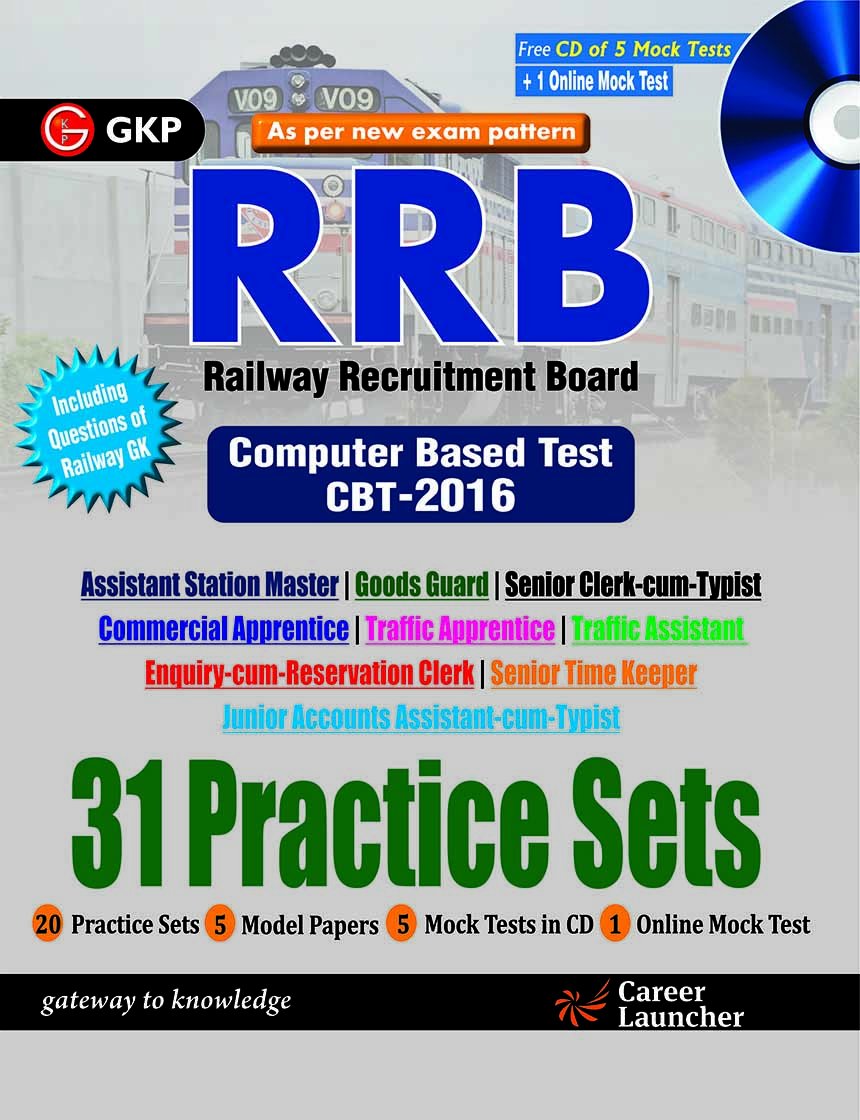 Free CD of 5 Mock Tests
+ 1 Online Mock Test
V09 V09
GKP
GKP
As per new exam pattern
RRB
Railway Recruitment Board
Including
Questions of
Railway GK
Computer Based Test
CBT-2016
Assistant Station Master | Goods Guard | Senior Clerk-cum-Typist
Commercial Apprentice | Traffic Apprentice | Traffic Assistant
Enquiry-cum-Reservation Clerk | Senior Time Keeper
Junior Accounts Assistant-cum-Typist
31 Practice Sets
20 Practice Sets 5 Model Papers 5 Mock Tests in CD 1 Online Mock Test
gateway to knowledge
Career
Launcher